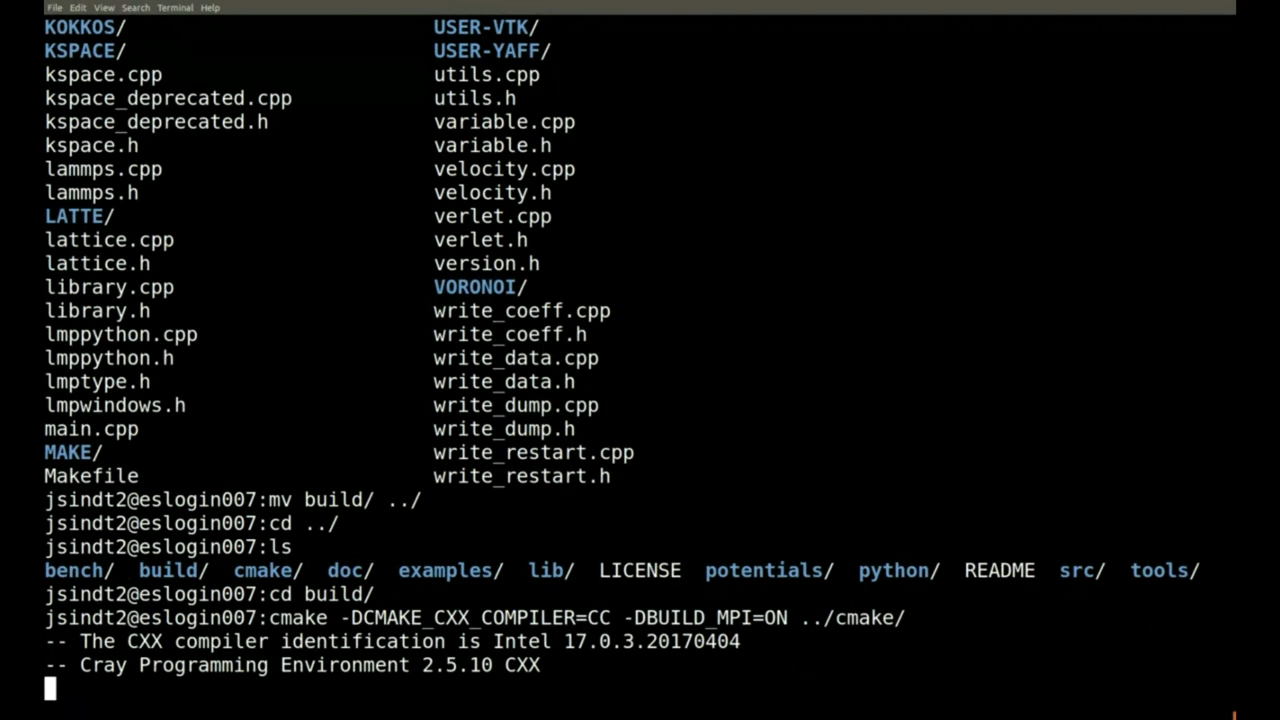 File Edit View Search Terminal Help
KOKKOS/ USER-VTK/
KSPACE/ USER-YAFF/
kspace.cpp utils.cpp
kspace_deprecated.cpp utils.h
kspace_deprecated.h variable.cpp
kspace.h variable.h
lammps.cpp velocity.cpp
lammps.h velocity.h
LATTE/ verlet.cpp
lattice.cpp verlet.h
lattice.h version.h
library.cpp VORONOI/
library.h write_coeff.cpp
lmppython.cpp write_coeff.h
lmppython.h write_data.cpp
lmptype.h write_data.h
lmpwindows.h write_dump.cpp
main.cpp write_dump.h
MAKE/ write_restart.cpp
Makefile write_restart.h
jsindt2@eslogin007:mv build/ ../
jsindt2@eslogin007:cd ../
jsindt2@eslogin007:ls
bench/ build/ cmake/ doc/ examples/ lib/ LICENSE potentials/ python/ README src/ tools/
jsindt2@eslogin007:cd build/
jsindt2@eslogin007:cmake -DCMAKE_CXX_COMPILER=CC -DBUILD_MPI=ON ../cmake/
-- The CXX compiler identification is Intel 17.0.3.20170404
-- Cray Programming Environment 2.5.10 CXX